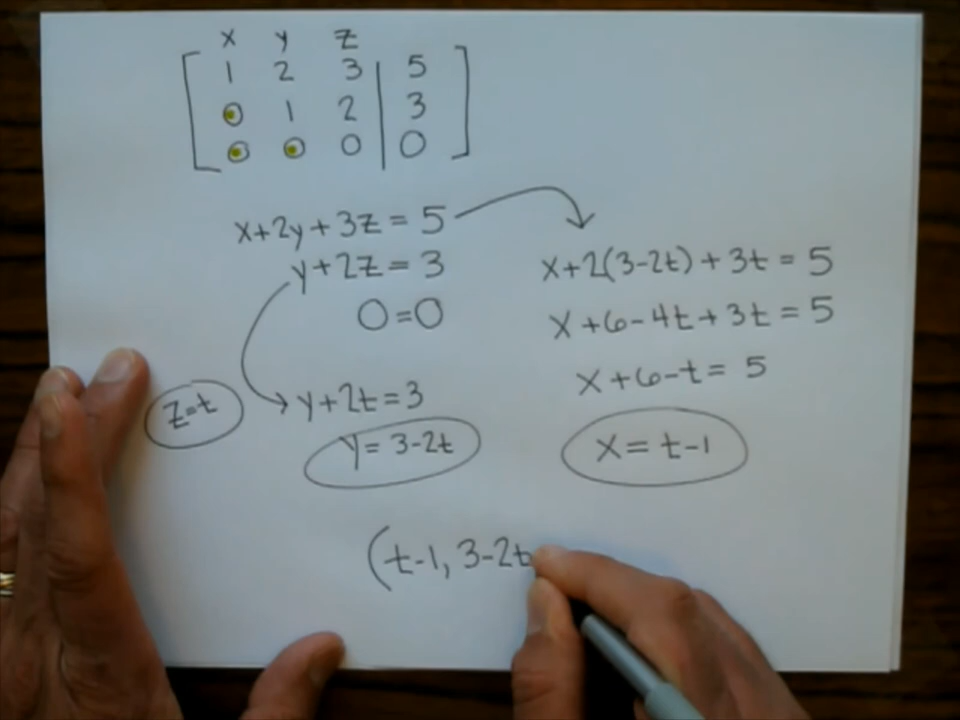 x y z
1 2 3 | 5
0 1 2 | 3
0 0 0 | 0
x+2y+3z = 5
y+2z = 3
0=0
z=t
y+2t=3
y= 3-2t
x+2(3-2t)+3t = 5
x+6-4t+3t = 5
x+6-t = 5
x= t-1
(t-1, 3-2t